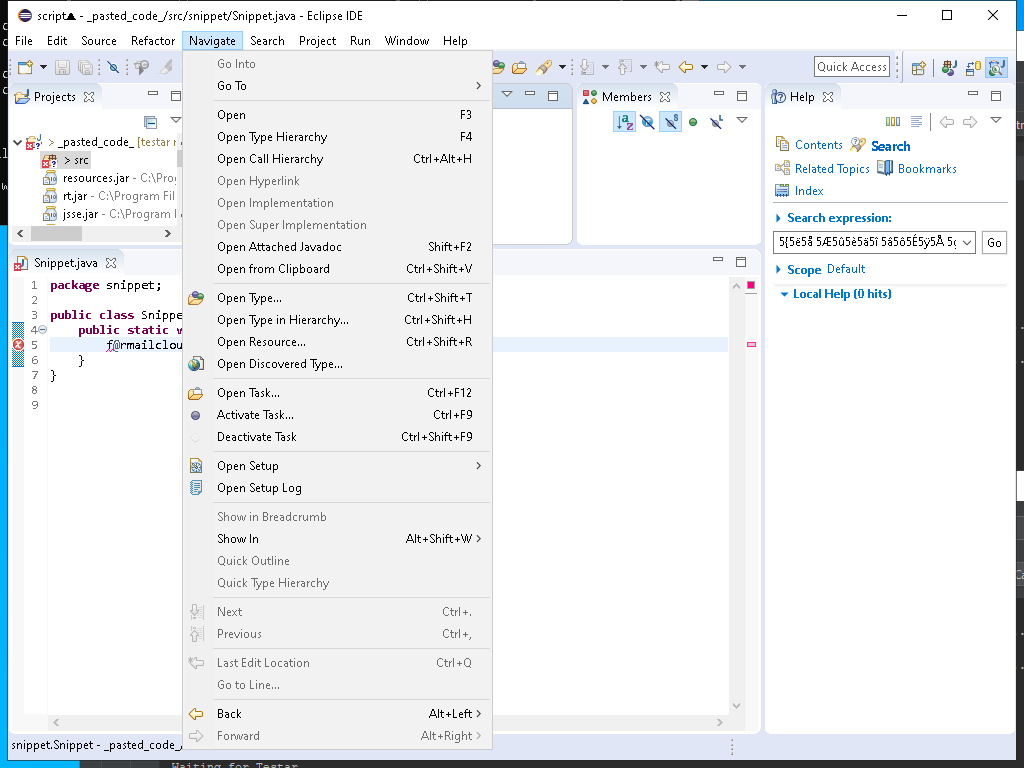 script▲ - _pasted_code_/src/snippet/Snippet.java - Eclipse IDE
File Edit Source Refactor Navigate Search Project Run Window Help
Quick Access
Projects
> _pasted_code_ [testar
> src
resources.jar - C:\Prog
rt.jar - C:\Program Fil
jsse.jar - C:\Program
Go Into
Go To
Open F3
Open Type Hierarchy F4
Open Call Hierarchy Ctrl+Alt+H
Open Hyperlink
Open Implementation
Open Super Implementation
Open Attached Javadoc Shift+F2
Open from Clipboard Ctrl+Shift+V
Open Type... Ctrl+Shift+T
Open Type in Hierarchy... Ctrl+Shift+H
Open Resource... Ctrl+Shift+R
Open Discovered Type...
Open Task... Ctrl+F12
Activate Task... Ctrl+F9
Deactivate Task Ctrl+Shift+F9
Open Setup
Open Setup Log
Show in Breadcrumb
Show In Alt+Shift+W
Quick Outline
Quick Type Hierarchy
Next Ctrl+.
Previous Ctrl+,
Last Edit Location Ctrl+Q
Go to Line...
Back Alt+Left
Forward Alt+Right
Members
Help
Contents Search
Related Topics Bookmarks
Index
Search expression:
Go
Scope Default
Local Help (0 hits)
Snippet.java
1 package snippet;
2
3 public class Snippe
4 public static
5 f@rmailclou
6 }
7 }
8
9
snippet.Snippet - _pasted_code_
Waiting for Testar